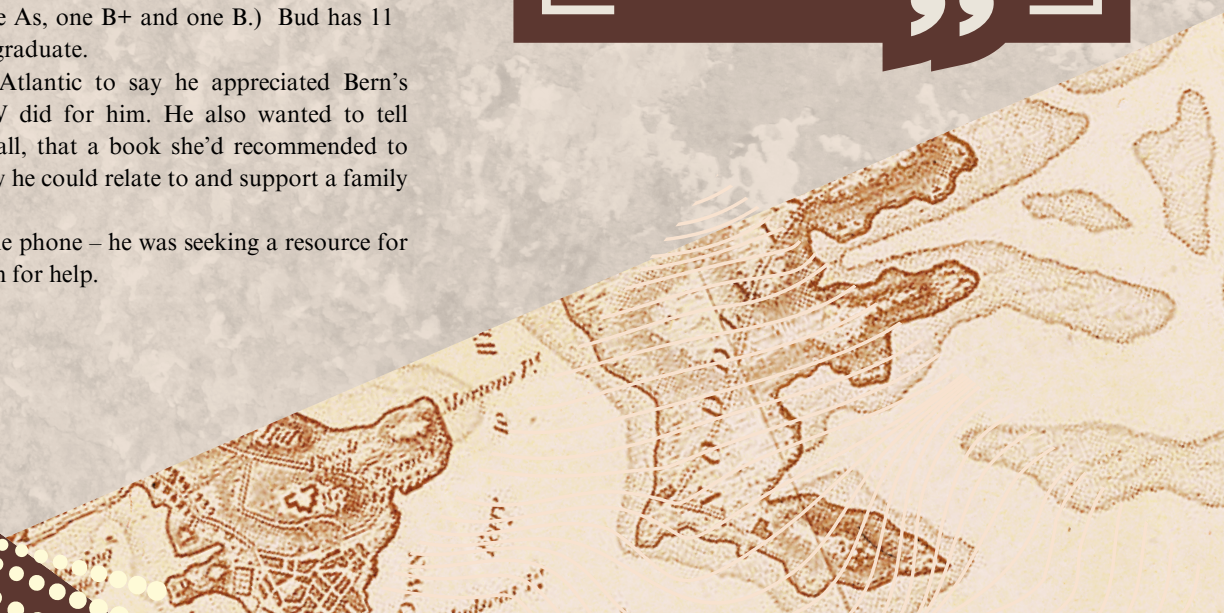 e As, one B+ and one B.) Bud has 11
graduate.
Atlantic to say he appreciated Bern's
did for him. He also wanted to tell
all, that a book she'd recommended to
he could relate to and support a family
e phone – he was seeking a resource for
for help.
Mortons Pt.